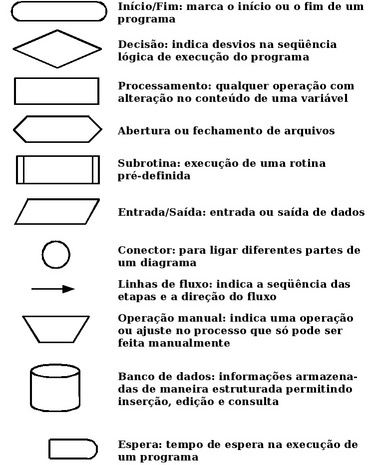 Início/Fim: marca o início ou o fim de um
programa
Decisão: indica desvios na seqüência
lógica de execução do programa
Processamento: qualquer operação com
alteração no conteúdo de uma variável
Abertura ou fechamento de arquivos
Subrotina: execução de uma rotina
pré-definida
Entrada/Saída: entrada ou saída de dados
Conector: para ligar diferentes partes de
um diagrama
Linhas de fluxo: indica a seqüência das
etapas e a direção do fluxo
Operação manual: indica uma operação
ou ajuste no processo que só pode ser
feita manualmente
Banco de dados: informações armazena-
das de maneira estruturada permitindo
inserção, edição e consulta
Espera: tempo de espera na execução de
um programa